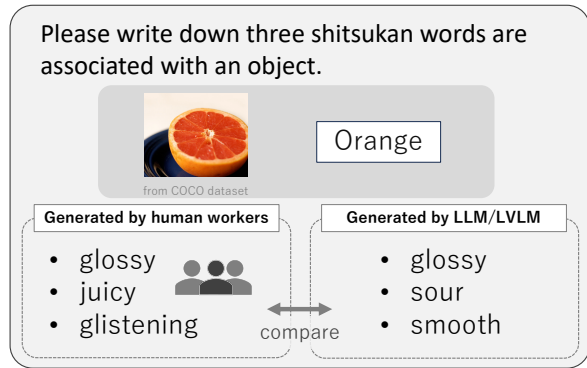 Please write down three shitsukan words are
associated with an object.
Orange
from COCO dataset
Generated by human workers
• glossy
• juicy
• glistening
compare
Generated by LLM/LVLM
• glossy
• sour
• smooth